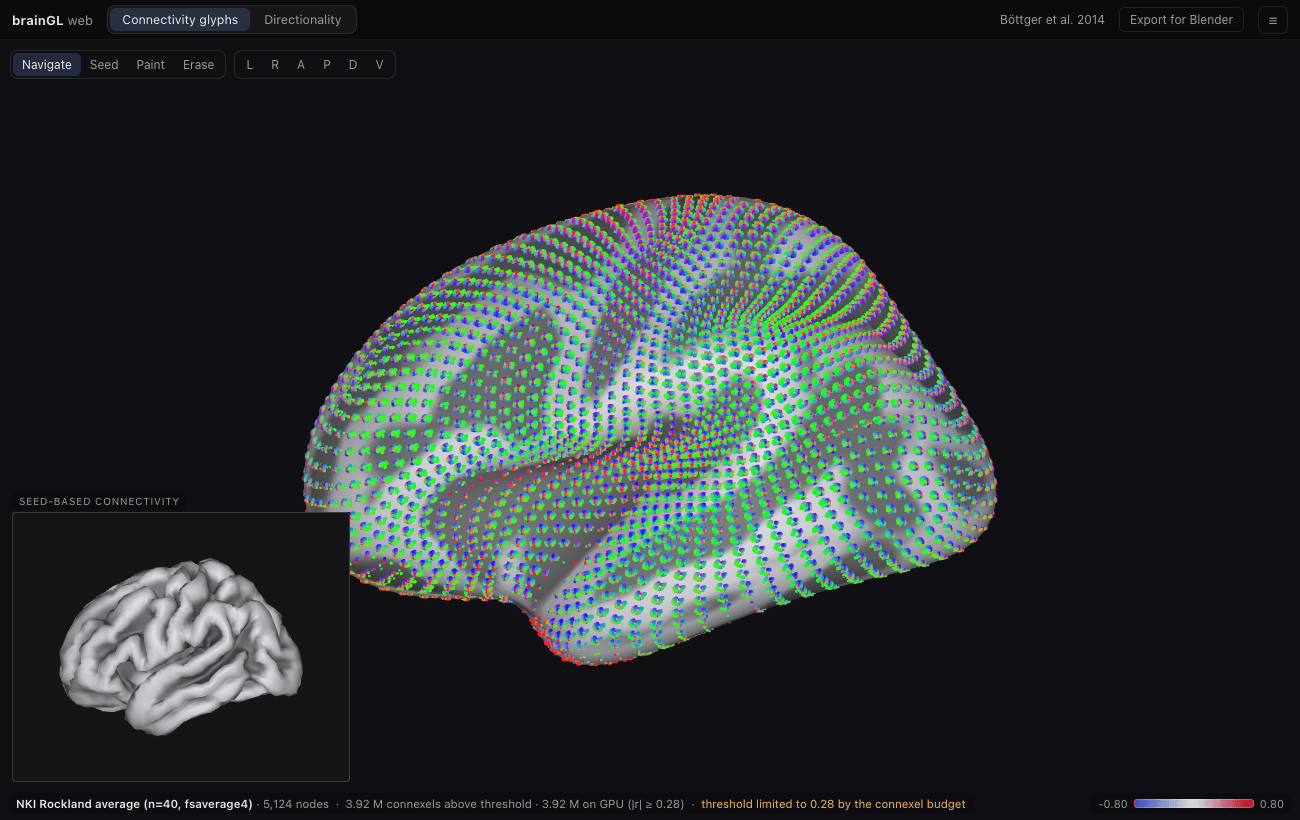 brainGL web Connectivity glyphs Directionality Böttger et al. 2014 Export for Blender ≡
Navigate Seed Paint Erase L R A P D V
SEED-BASED CONNECTIVITY
NKI Rockland average (n=40, fsaverage4) · 5,124 nodes · 3.92 M connexels above threshold · 3.92 M on GPU (|r| ≥ 0.28) · threshold limited to 0.28 by the connexel budget -0.80 0.80